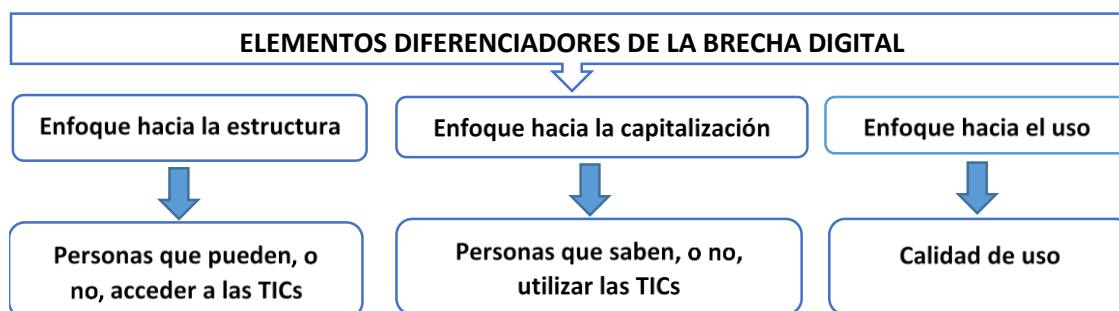 ELEMENTOS DIFERENCIADORES DE LA BRECHA DIGITAL
Enfoque hacia la estructura
Enfoque hacia la capitalización
Enfoque hacia el uso
Personas que pueden, o
no, acceder a las TICs
Personas que saben, o no,
utilizar las TICs
Calidad de uso